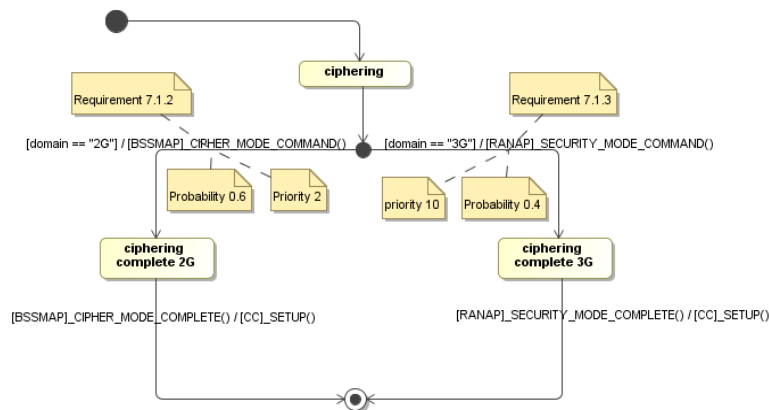 ciphering
Requirement 7.1.2
Requirement 7.1.3
[domain == "2G"] / [BSSMAP]_CIPHER_MODE_COMMAND()
[domain == "3G"] / [RANAP]_SECURITY_MODE_COMMAND()
Probability 0.6
Priority 2
priority 10
Probability 0.4
ciphering
complete 2G
ciphering
complete 3G
[BSSMAP]_CIPHER_MODE_COMPLETE() / [CC]_SETUP()
[RANAP]_SECURITY_MODE_COMPLETE() / [CC]_SETUP()